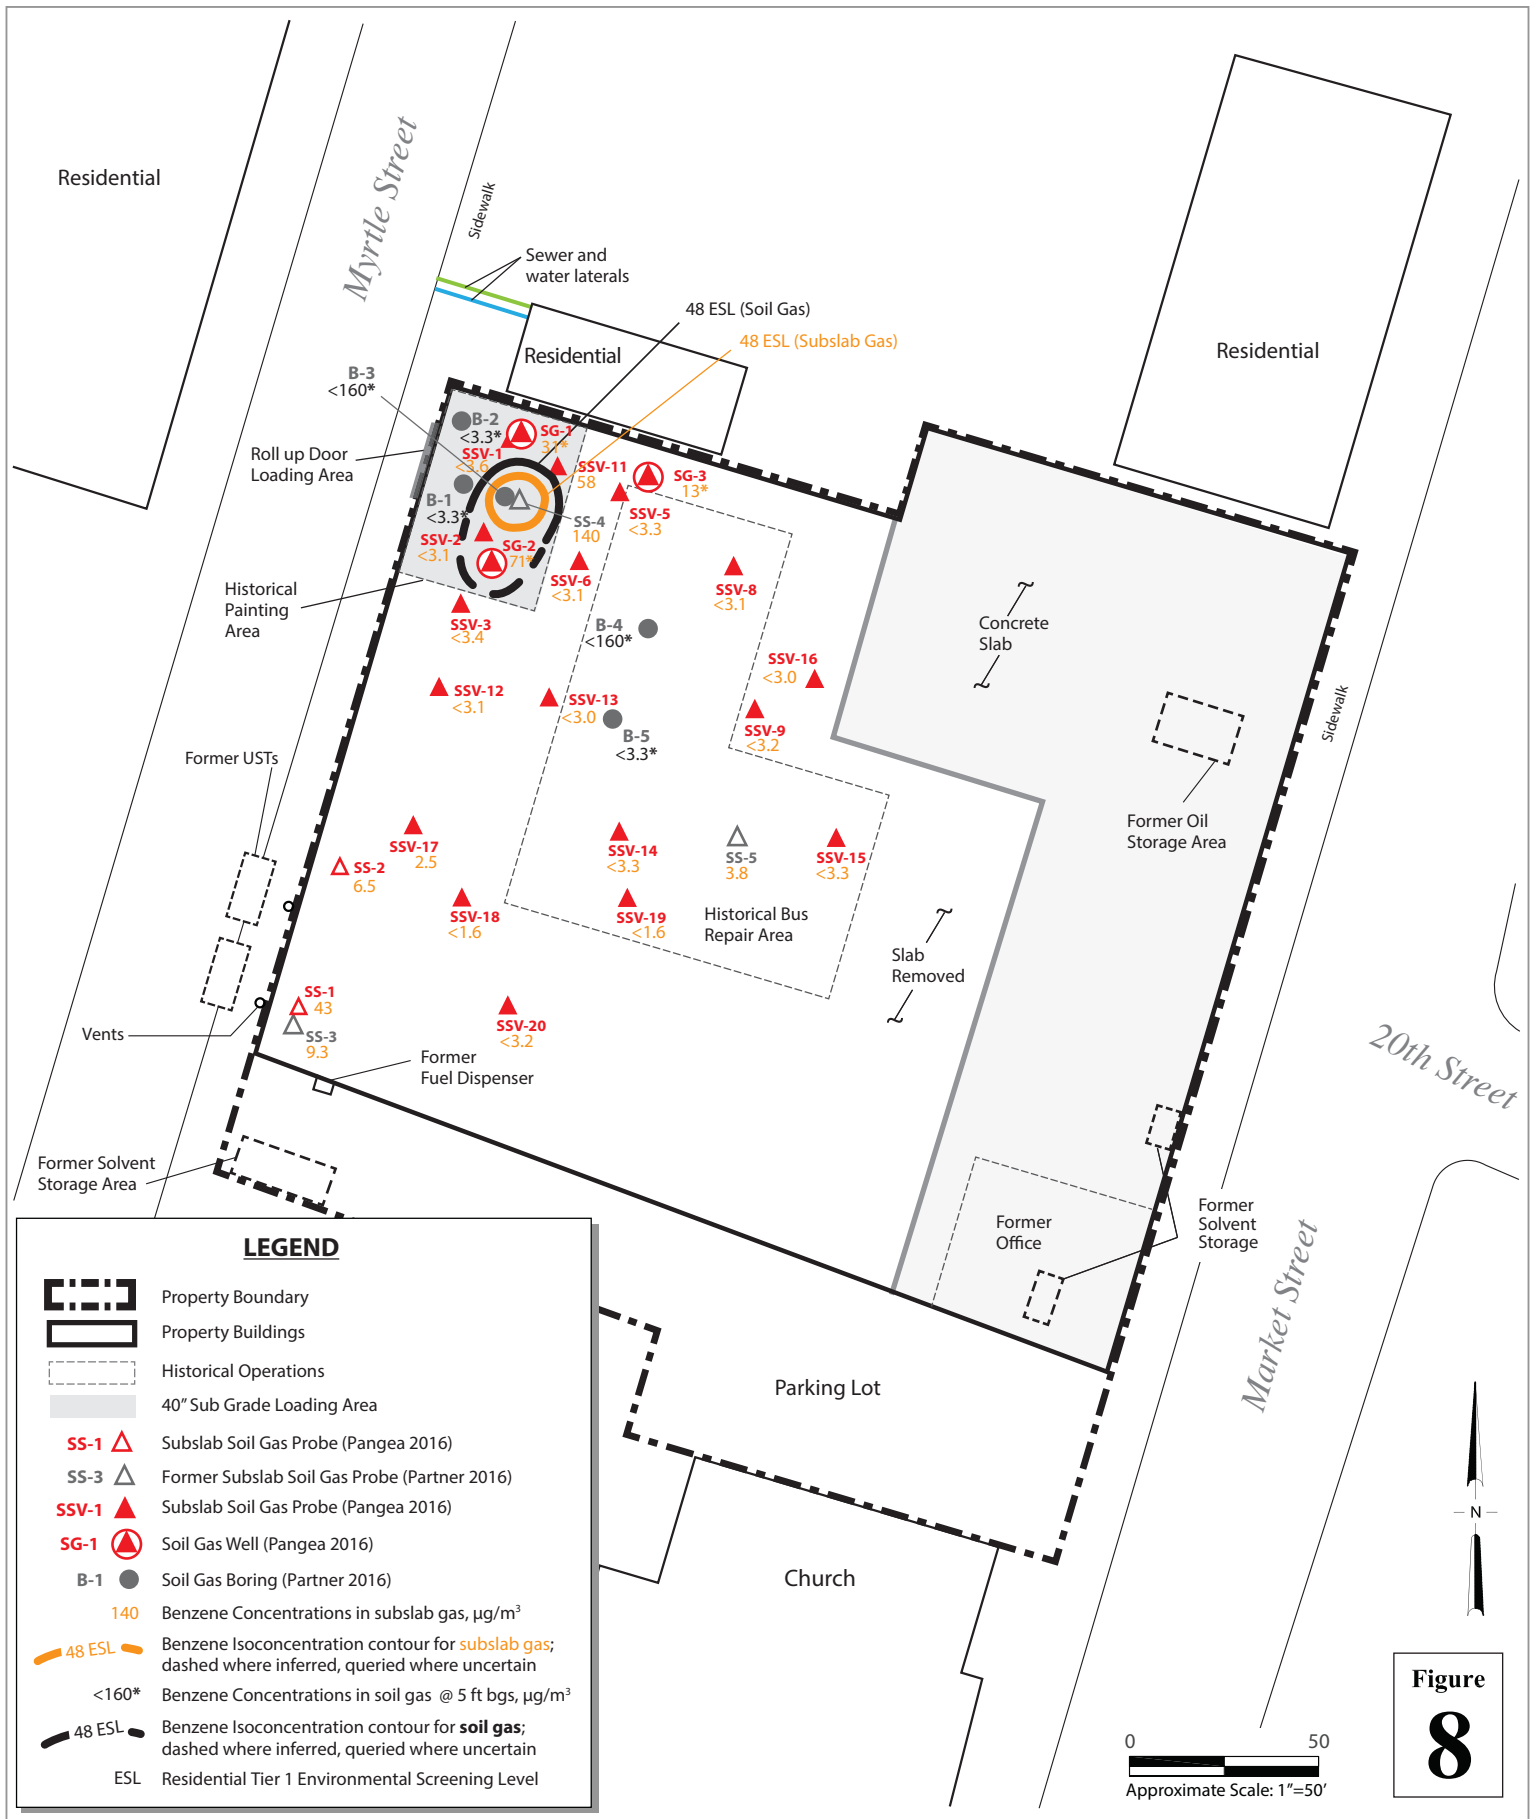 Residential
Myrtle Street
Sidewalk
Sewer and
water laterals
48 ESL (Soil Gas)
48 ESL (Subslab Gas)
Residential
Residential
B-3
<160*
B-2
<3.3*
SG-1
31*
SSV-1
<3.6
Roll up Door
Loading Area
SSV-11
58
SG-3
13*
B-1
<3.3*
SSV-5
<3.3
SS-4
140
SSV-2
<3.1
SG-2
71*
SSV-6
<3.1
SSV-8
<3.1
Historical
Painting
Area
SSV-3
<3.4
B-4
<160*
Concrete
Slab
SSV-16
<3.0
SSV-12
<3.1
SSV-13
<3.0
B-5
<3.3*
SSV-9
<3.2
Sidewalk
Former USTs
Former Oil
Storage Area
SSV-17
2.5
SS-2
6.5
SSV-14
<3.3
SS-5
3.8
SSV-15
<3.3
SSV-18
<1.6
SSV-19
<1.6
Historical Bus
Repair Area
Slab
Removed
SS-1
43
SS-3
9.3
Vents
SSV-20
<3.2
Former
Fuel Dispenser
20th Street
Former Solvent
Storage Area
Former
Office
Former
Solvent
Storage
Market Street
Parking Lot
Church
LEGEND
Property Boundary
Property Buildings
Historical Operations
40” Sub Grade Loading Area
SS-1 Subslab Soil Gas Probe (Pangea 2016)
SS-3 Former Subslab Soil Gas Probe (Partner 2016)
SSV-1 Subslab Soil Gas Probe (Pangea 2016)
SG-1 Soil Gas Well (Pangea 2016)
B-1 Soil Gas Boring (Partner 2016)
140 Benzene Concentrations in subslab gas, µg/m³
48 ESL Benzene Isoconcentration contour for subslab gas;
dashed where inferred, queried where uncertain
<160* Benzene Concentrations in soil gas @ 5 ft bgs, µg/m³
48 ESL Benzene Isoconcentration contour for soil gas;
dashed where inferred, queried where uncertain
ESL Residential Tier 1 Environmental Screening Level
N
0 50
Approximate Scale: 1”=50’
Figure
8